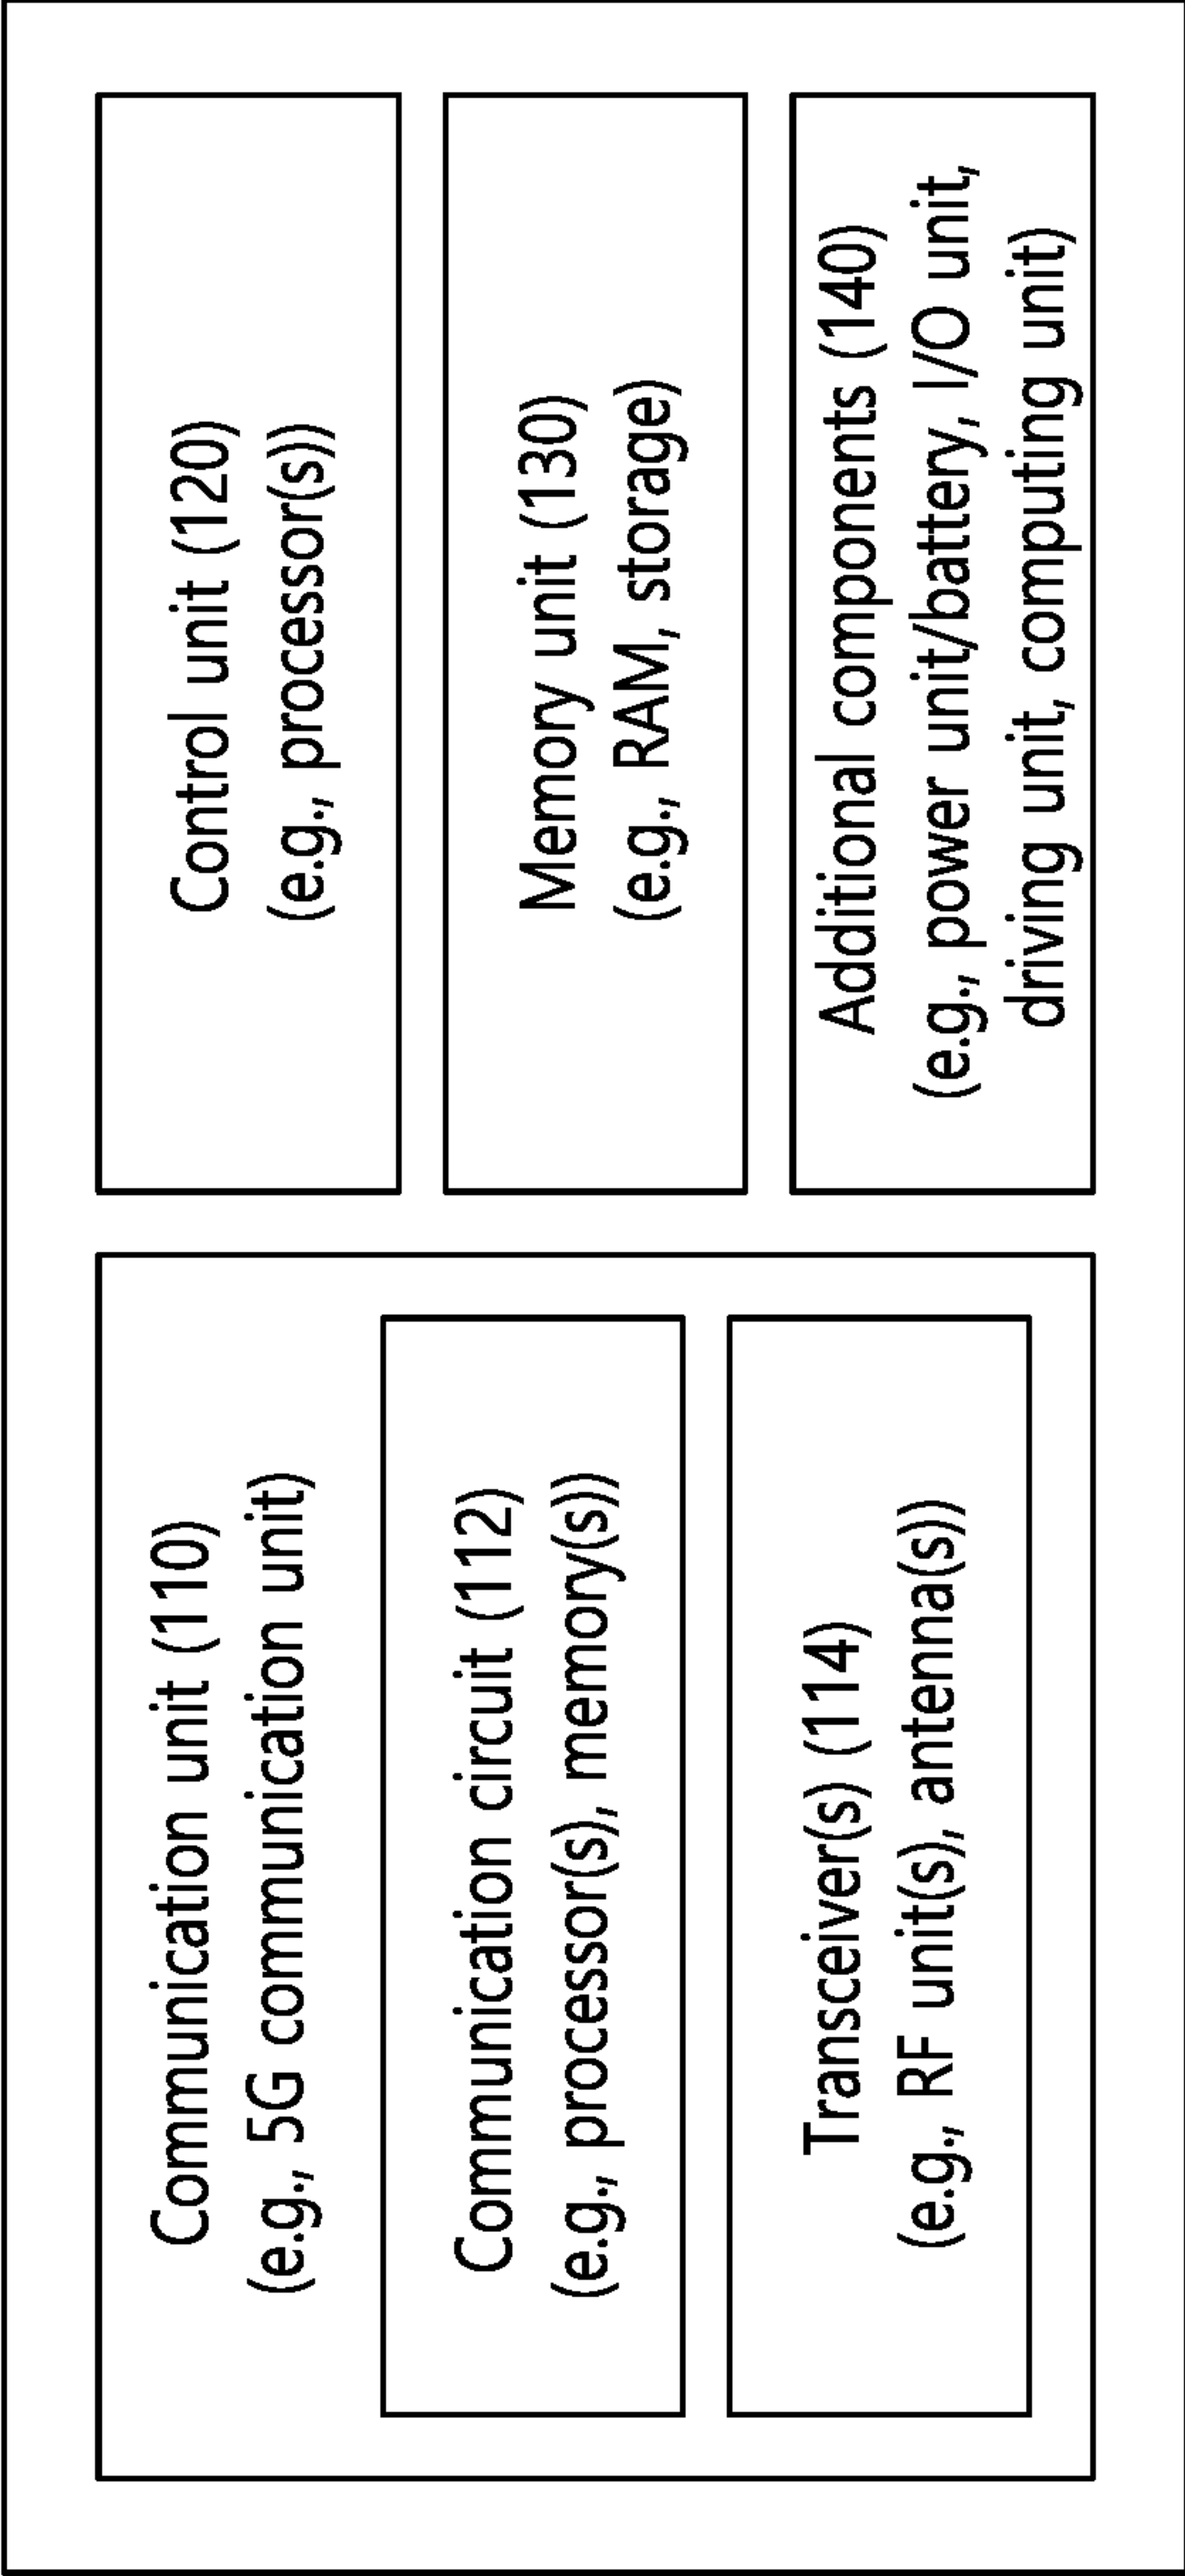 Communication unit (110)
(e.g., 5G communication unit)
Communication circuit (112)
(e.g., processor(s), memory(s))
Transceiver(s) (114)
(e.g., RF unit(s), antenna(s))
Control unit (120)
(e.g., processor(s))
Memory unit (130)
(e.g., RAM, storage)
Additional components (140)
(e.g., power unit/battery, I/O unit,
driving unit, computing unit)